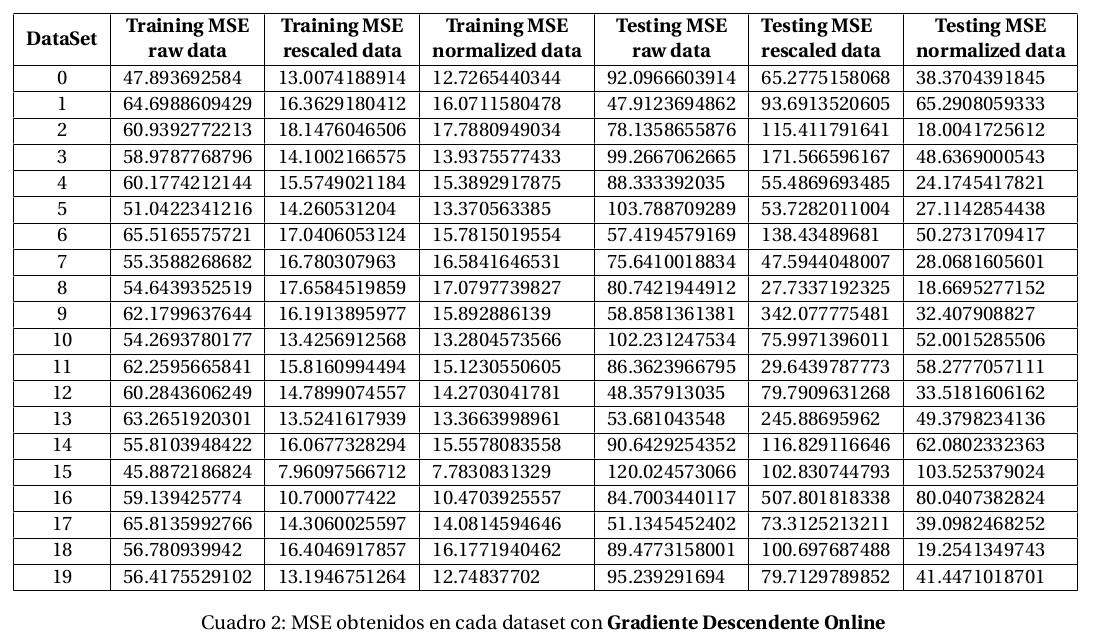 DataSet Training MSE raw data Training MSE rescaled data Training MSE normalized data Testing MSE raw data Testing MSE rescaled data Testing MSE normalized data
0 47.893692584 13.0074188914 12.7265440344 92.0966603914 65.2775158068 38.3704391845
1 64.6988609429 16.3629180412 16.0711580478 47.9123694862 93.6913520605 65.2908059333
2 60.9392772213 18.1476046506 17.7880949034 78.1358655876 115.411791641 18.0041725612
3 58.9787768796 14.1002166575 13.9375577433 99.2667062665 171.566596167 48.6369000543
4 60.1774212144 15.5749021184 15.3892917875 88.333392035 55.4869693485 24.1745417821
5 51.0422341216 14.260531204 13.370563385 103.788709289 53.7282011004 27.1142854438
6 65.5165575721 17.0406053124 15.7815019554 57.4194579169 138.43489681 50.2731709417
7 55.3588268682 16.780307963 16.5841646531 75.6410018834 47.5944048007 28.0681605601
8 54.6439352519 17.6584519859 17.0797739827 80.7421944912 27.7337192325 18.6695277152
9 62.1799637644 16.1913895977 15.892886139 58.8581361381 342.077775481 32.407908827
10 54.2693780177 13.4256912568 13.2804573566 102.231247534 75.9971396011 52.0015285506
11 62.2595665841 15.8160994494 15.1230550605 86.3623966795 29.6439787773 58.2777057111
12 60.2843606249 14.7899074557 14.2703041781 48.357913035 79.7909631268 33.5181606162
13 63.2651920301 13.5241617939 13.3663998961 53.681043548 245.88695962 49.3798234136
14 55.8103948422 16.0677328294 15.5578083558 90.6429254352 116.829116646 62.0802332363
15 45.8872186824 7.96097566712 7.7830831329 120.024573066 102.830744793 103.525379024
16 59.139425774 10.700077422 10.4703925557 84.7003440117 507.801818338 80.0407382824
17 65.8135992766 14.3060025597 14.0814594646 51.1345452402 73.3125213211 39.0982468252
18 56.780939942 16.4046917857 16.1771940462 89.4773158001 100.697687488 19.2541349743
19 56.4175529102 13.1946751264 12.74837702 95.239291694 79.7129789852 41.4471018701
Cuadro 2: MSE obtenidos en cada dataset con Gradiente Descendente Online